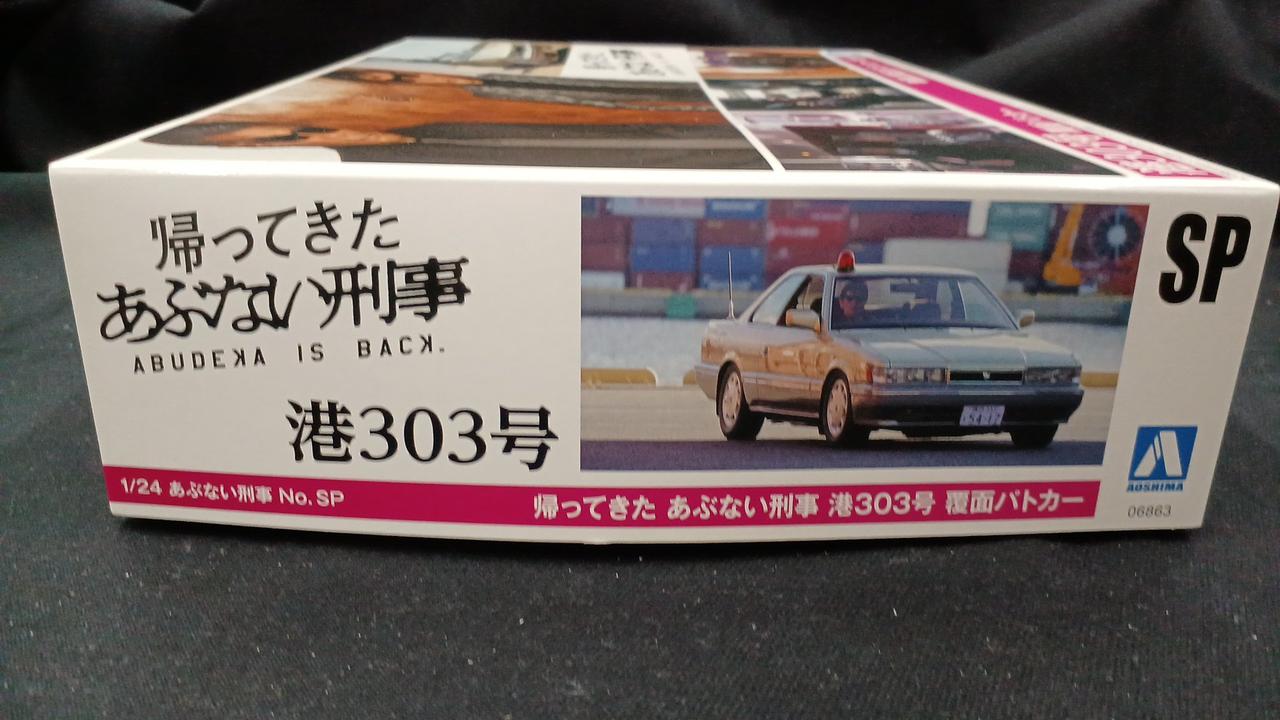 帰ってきた
あぶない刑事
ABUDEKA IS BACK.
港303号
SP
AOSHIMA
06863
1/24 あぶない刑事 No. SP
帰ってきた あぶない刑事 港303号 覆面パトカー